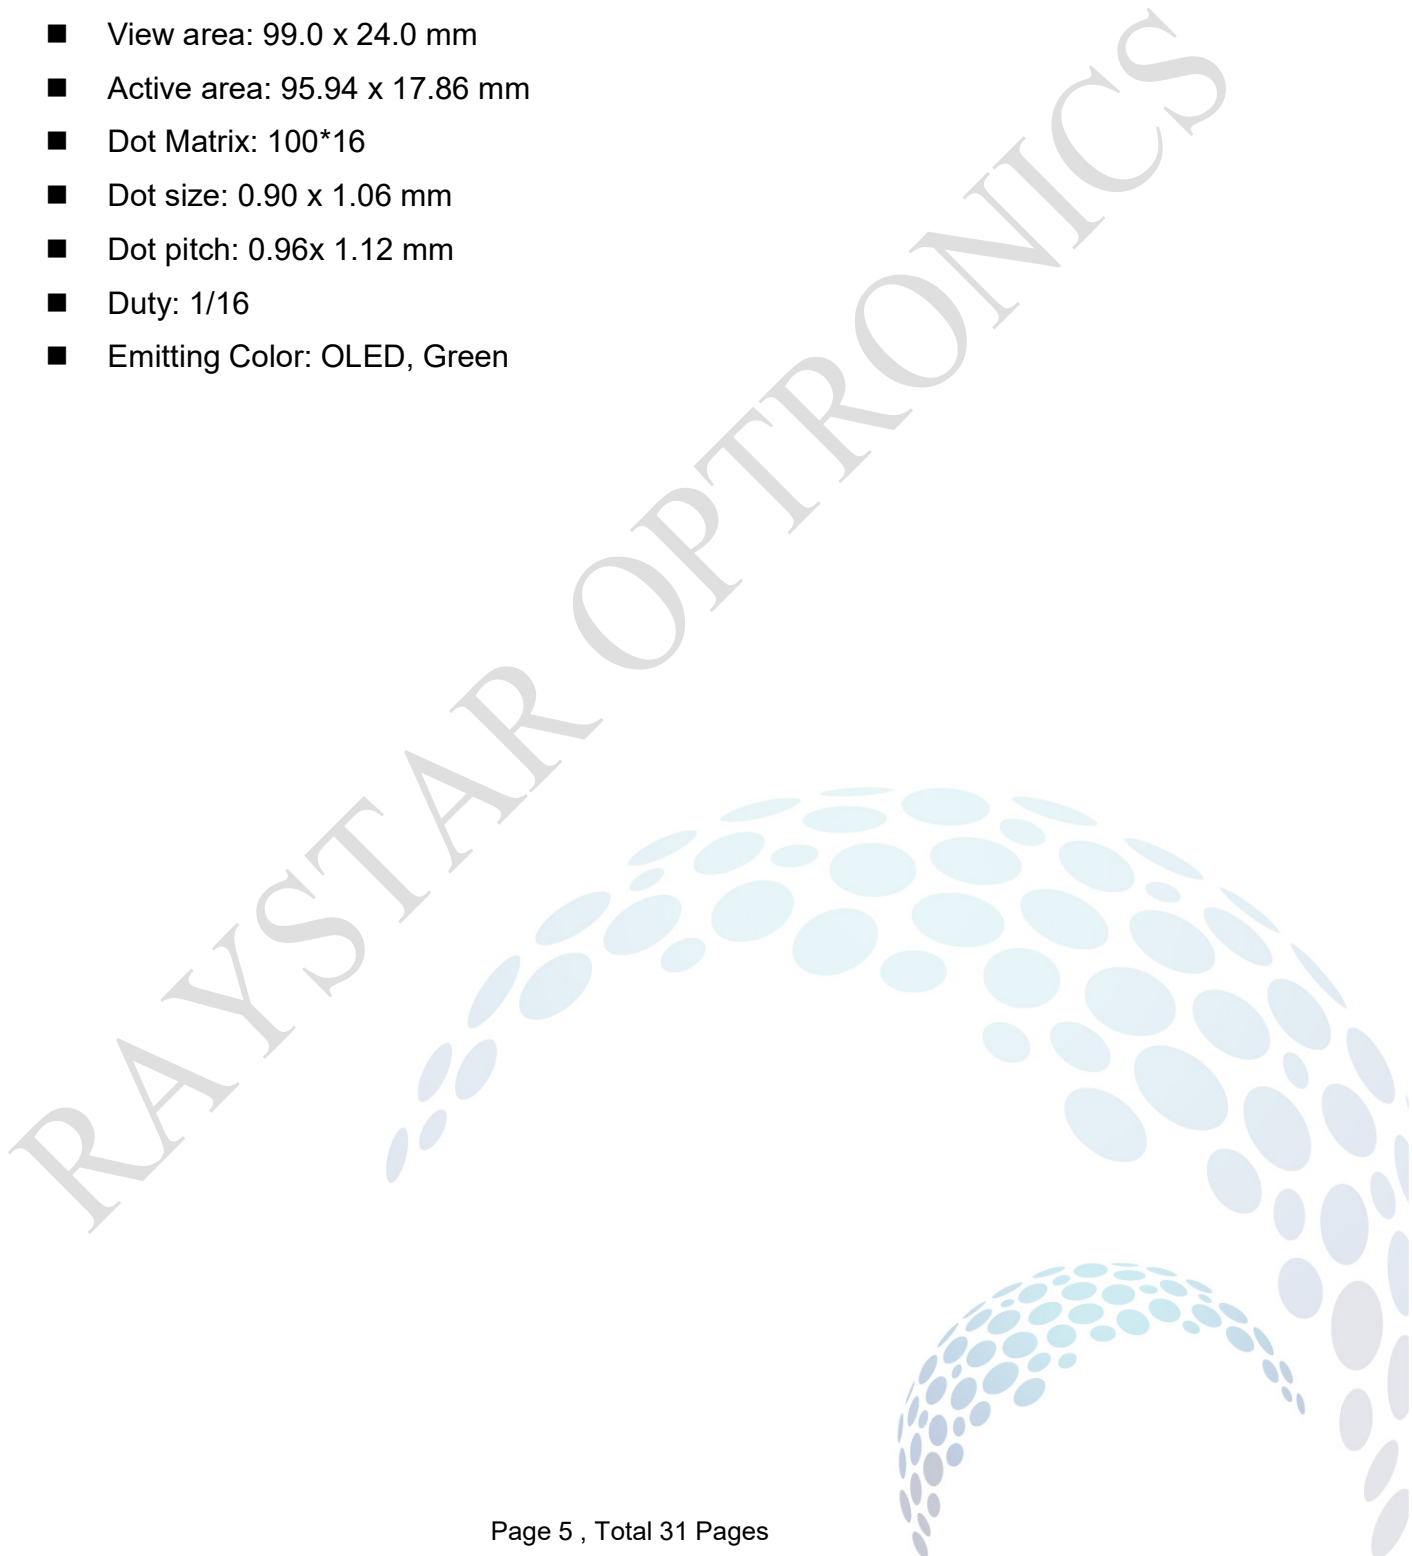 ■ View area: 99.0 x 24.0 mm
■ Active area: 95.94 x 17.86 mm
■ Dot Matrix: 100*16
■ Dot size: 0.90 x 1.06 mm
■ Dot pitch: 0.96x 1.12 mm
■ Duty: 1/16
■ Emitting Color: OLED, Green
RAYSTAR OPTRONICS
Page 5 , Total 31 Pages